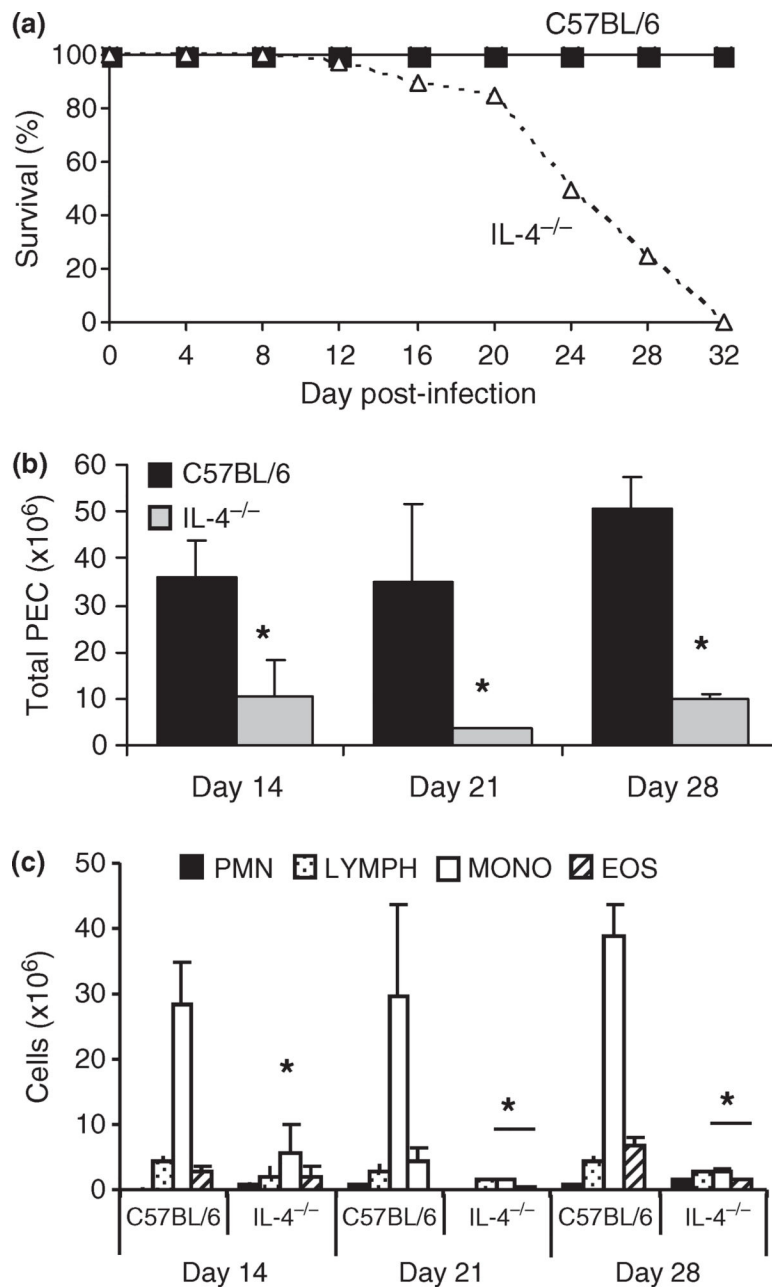 (a)
C57BL/6
100
80
60
40
20
0
Survival (%)
IL-4−/−
0 4 8 12 16 20 24 28 32
Day post-infection
(b)
60
50
40
30
20
10
0
Total PEC (x10⁶)
C57BL/6
IL-4−/−
* * *
Day 14 Day 21 Day 28
(c)
50
40
30
20
10
0
Cells (x10⁶)
PMN LYMPH MONO EOS
* * *
C57BL/6 IL-4−/− C57BL/6 IL-4−/− C57BL/6 IL-4−/−
Day 14 Day 21 Day 28